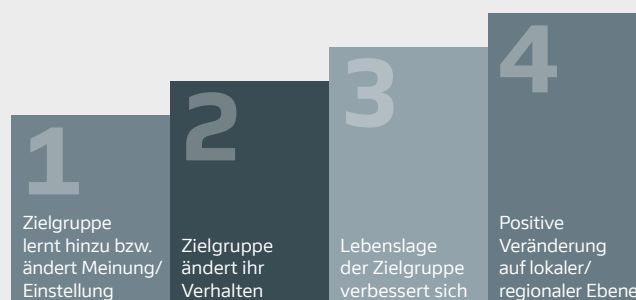 1
Zielgruppe
lernt hinzu bzw.
ändert Meinung/
Einstellung
2
Zielgruppe
ändert ihr
Verhalten
3
Lebenslage
der Zielgruppe
verbessert sich
4
Positive
Veränderung
auf lokaler/
regionaler Ebene